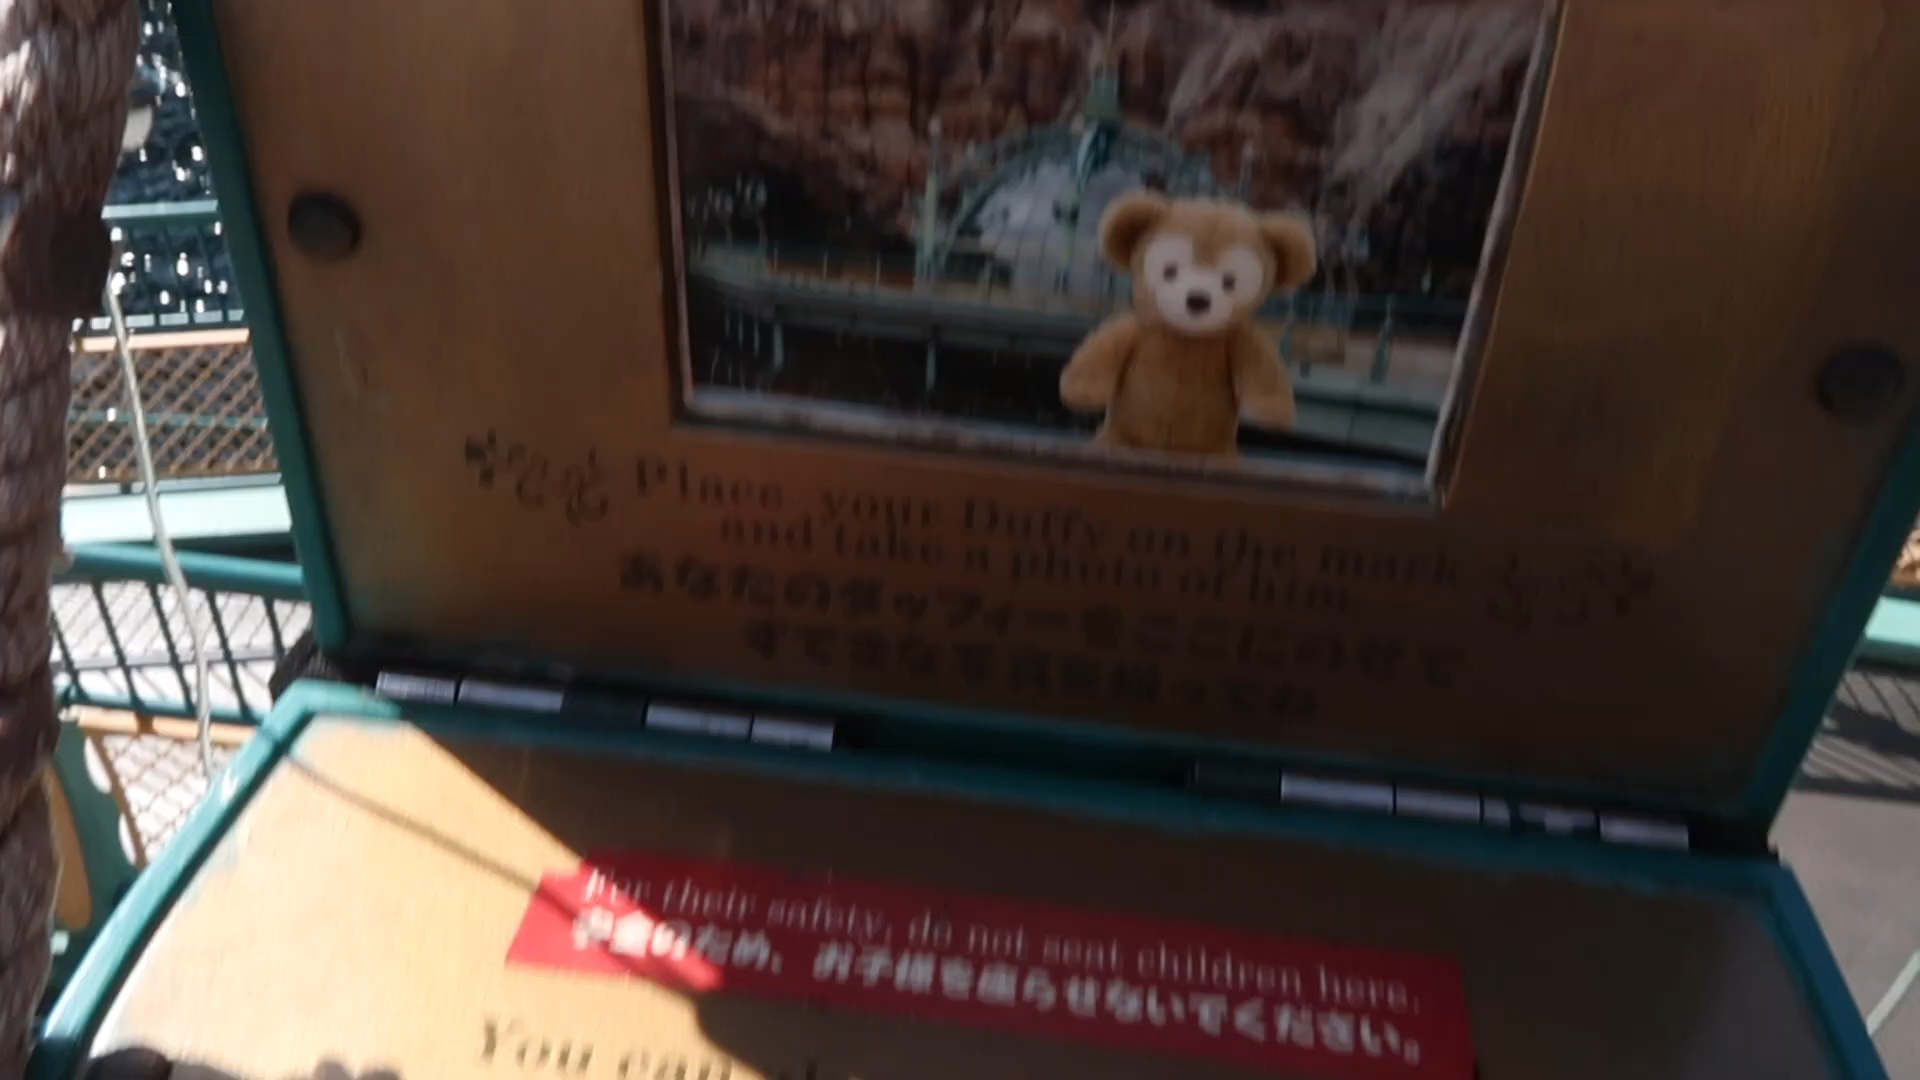 Place your Duffy on the mark
and take a photo of him
あなたのダッフィーをここにのせて
すてきな写真を撮ってね
For their safety, do not seat children here.
安全のため、お子様を座らせないでください。
You can